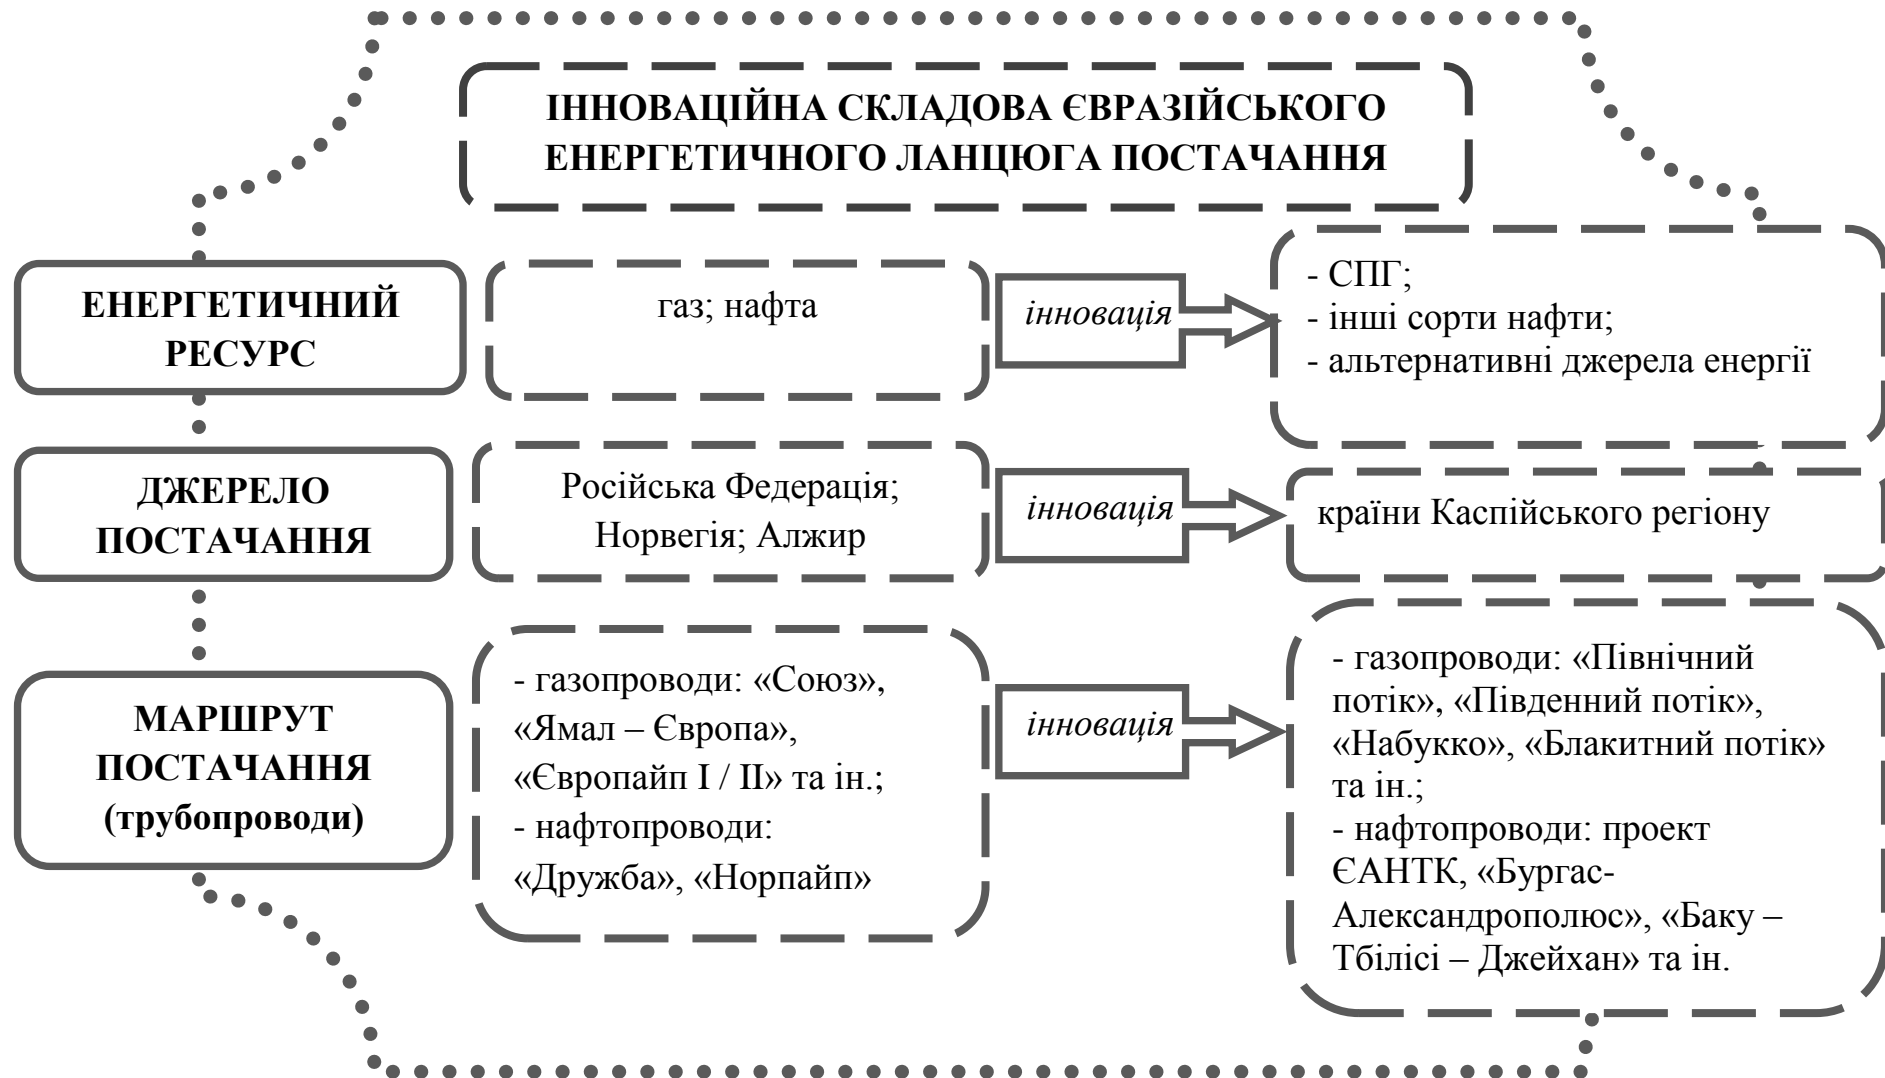 ІННОВАЦІЙНА СКЛАДОВА ЄВРАЗІЙСЬКОГО
ЕНЕРГЕТИЧНОГО ЛАНЦЮГА ПОСТАЧАННЯ
ЕНЕРГЕТИЧНИЙ
РЕСУРС
газ; нафта
інновація
- СПГ;
- інші сорти нафти;
- альтернативні джерела енергії
ДЖЕРЕЛО
ПОСТАЧАННЯ
Російська Федерація;
Норвегія; Алжир
інновація
країни Каспійського регіону
МАРШРУТ
ПОСТАЧАННЯ
(трубопроводи)
- газопроводи: «Союз»,
«Ямал – Європа»,
«Європайп I / II» та ін.;
- нафтопроводи:
«Дружба», «Норпайп»
інновація
- газопроводи: «Північний
потік», «Південний потік»,
«Набукко», «Блакитний потік»
та ін.;
- нафтопроводи: проект
ЄАНТК, «Бургас-
Александрополюс», «Баку –
Тбілісі – Джейхан» та ін.